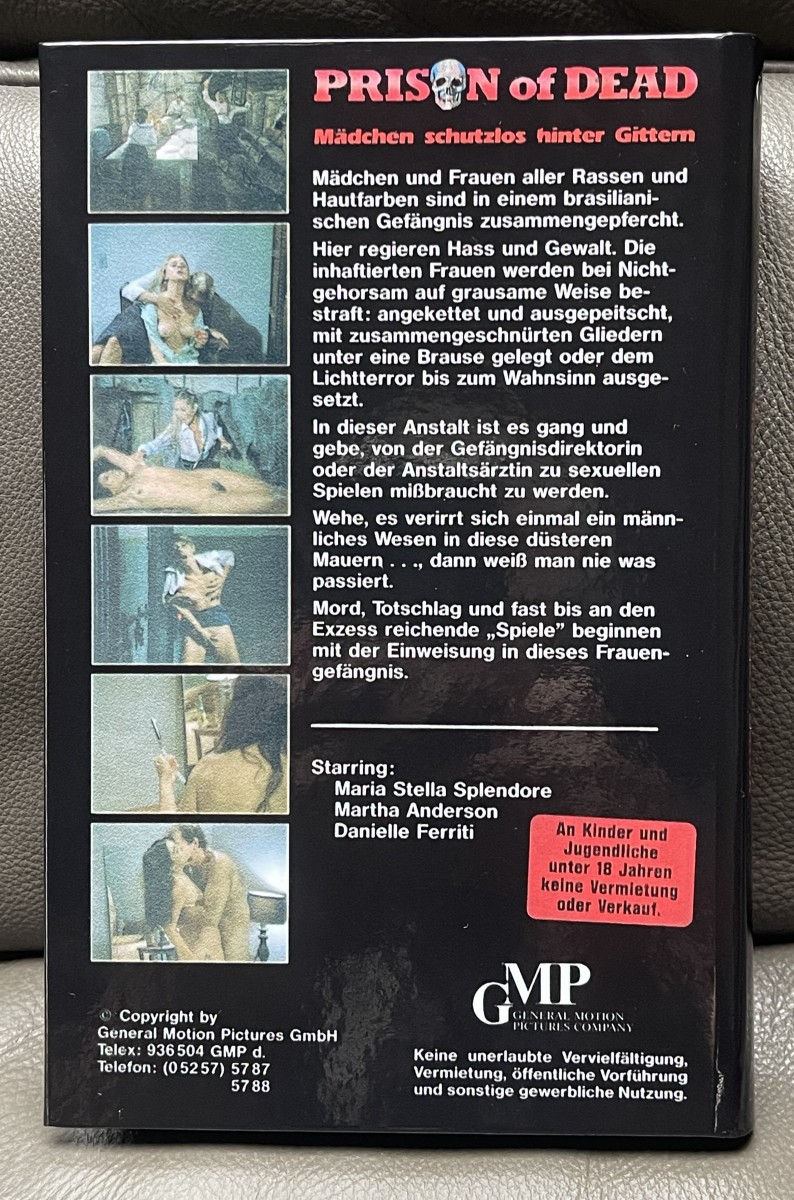 PRISON of DEAD
Mädchen schutzlos hinter Gittern
Mädchen und Frauen aller Rassen und
Hautfarben sind in einem brasiliani-
schen Gefängnis zusammengepfercht.
Hier regieren Hass und Gewalt. Die
inhaftierten Frauen werden bei Nicht-
gehorsam auf grausame Weise be-
straft: angekettet und ausgepeitscht,
mit zusammengeschnürten Gliedern
unter eine Brause gelegt oder dem
Lichtterror bis zum Wahnsinn ausge-
setzt.
In dieser Anstalt ist es gang und
gebe, von der Gefängnisdirektorin
oder der Anstaltsärztin zu sexuellen
Spielen mißbraucht zu werden.
Wehe, es verirrt sich einmal ein männ-
liches Wesen in diese düsteren
Mauern . . ., dann weiß man nie was
passiert.
Mord, Totschlag und fast bis an den
Exzess reichende „Spiele” beginnen
mit der Einweisung in dieses Frauen-
gefängnis.
Starring:
Maria Stella Splendore
Martha Anderson
Danielle Ferriti
An Kinder und
Jugendliche
unter 18 Jahren
keine Vermietung
oder Verkauf.
GMP
GENERAL MOTION
PICTURES COMPANY
© Copyright by
General Motion Pictures GmbH
Telex: 936504 GMP d.
Telefon: (05257) 5787
5788
Keine unerlaubte Vervielfältigung,
Vermietung, öffentliche Vorführung
und sonstige gewerbliche Nutzung.